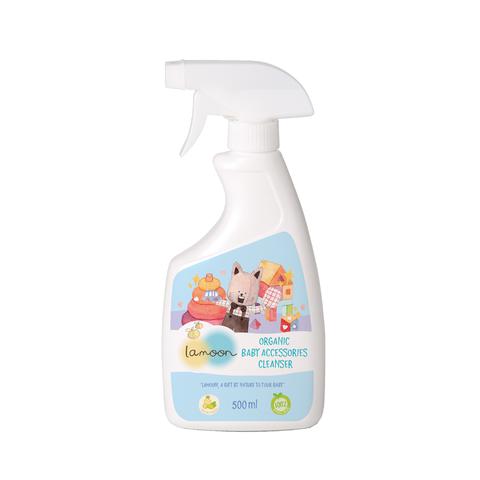 lamoon
ORGANIC
BABY ACCESSORIES
CLEANSER
"LAMOON, A GIFT BY NATURE TO YOUR BABY"
500 ml